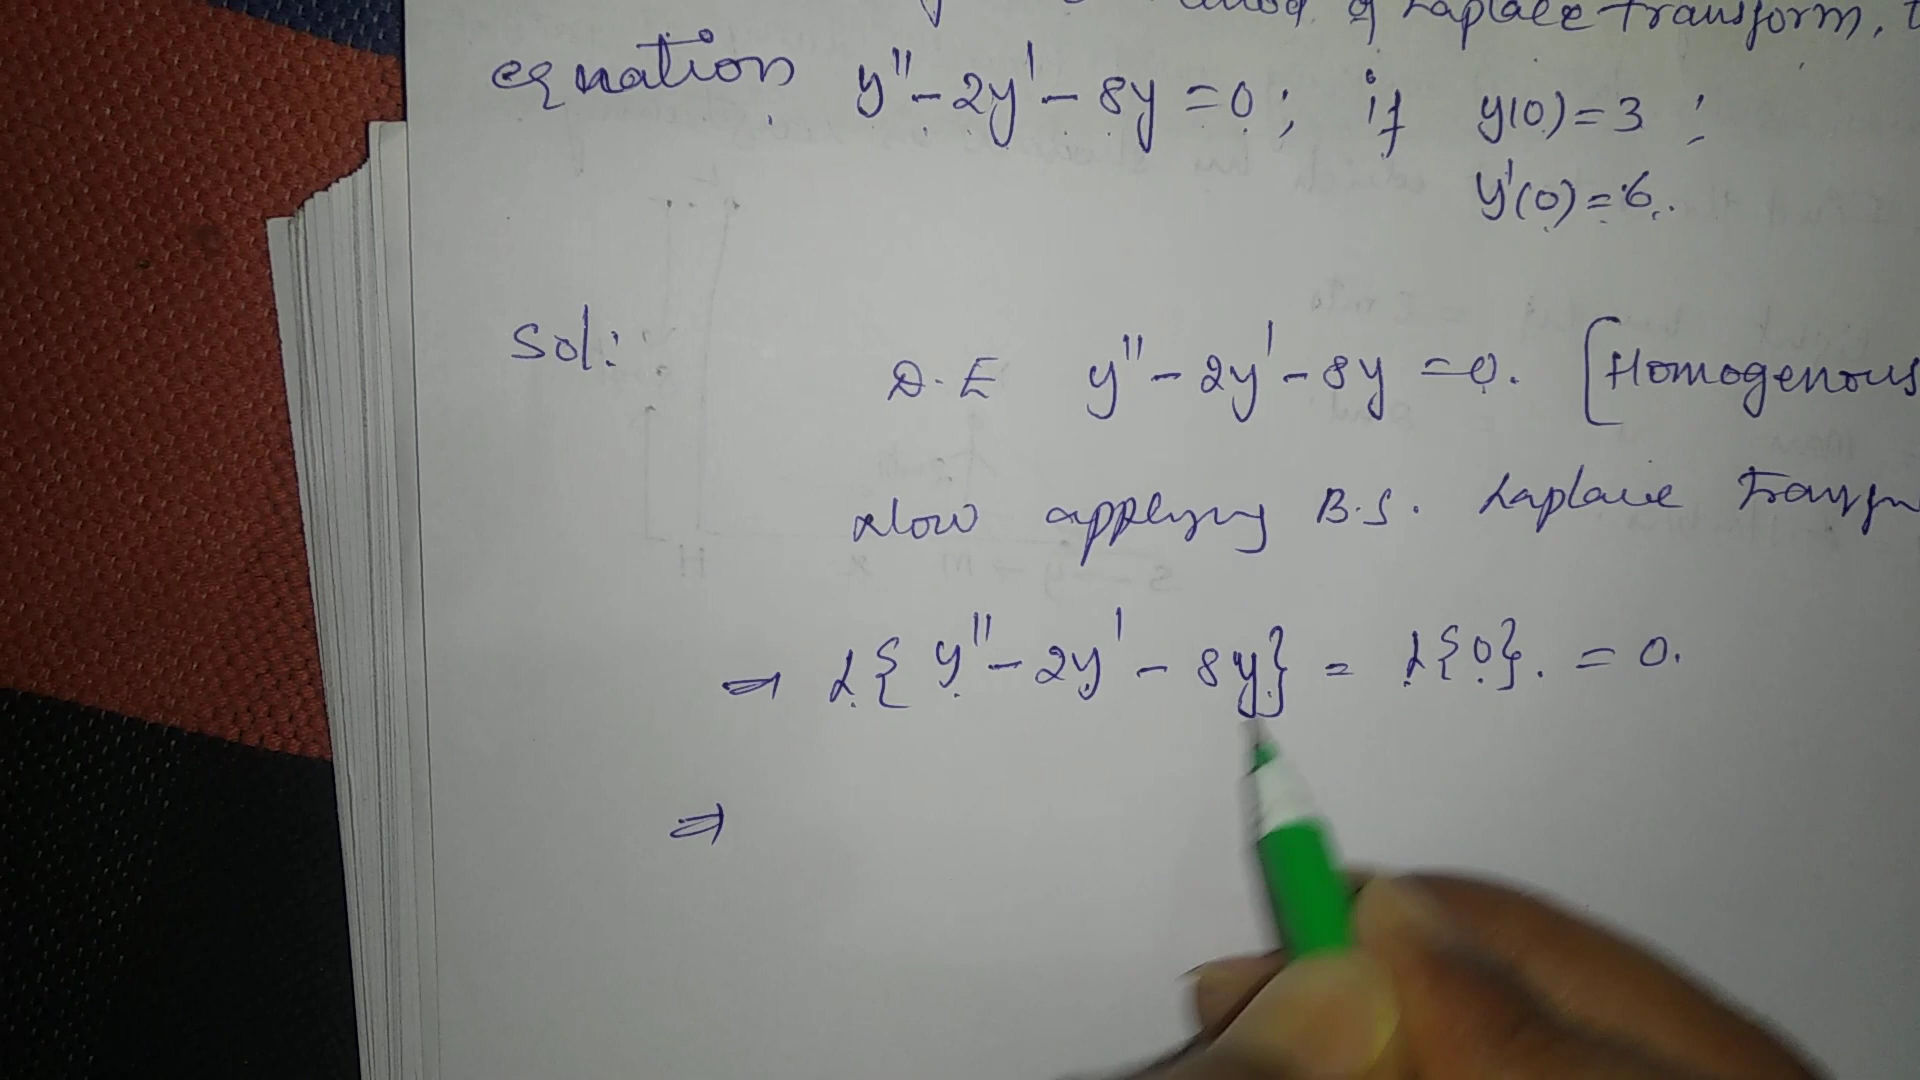 of Laplace transform,
equation y'' - 2y' - 8y = 0 ; if y(0) = 3 ;
y'(0) = 6.
Sol:
D.E y'' - 2y' - 8y = 0. [Homogenous
Now applying B.S. Laplace
⇒ L{ y'' - 2y' - 8y} = L{0}. = 0.
⇒